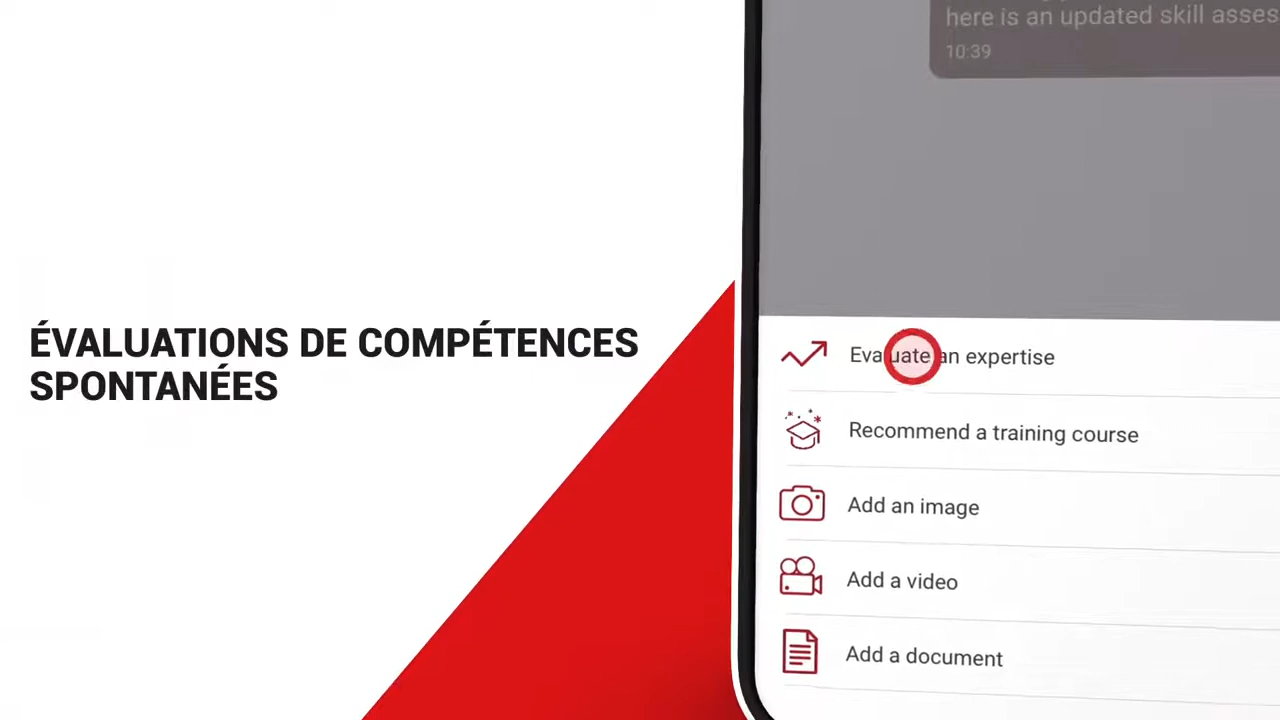 ÉVALUATIONS DE COMPÉTENCES
SPONTANÉES
here is an updated skill
10:39
Evaluate an expertise
Recommend a training course
Add an image
Add a video
Add a document